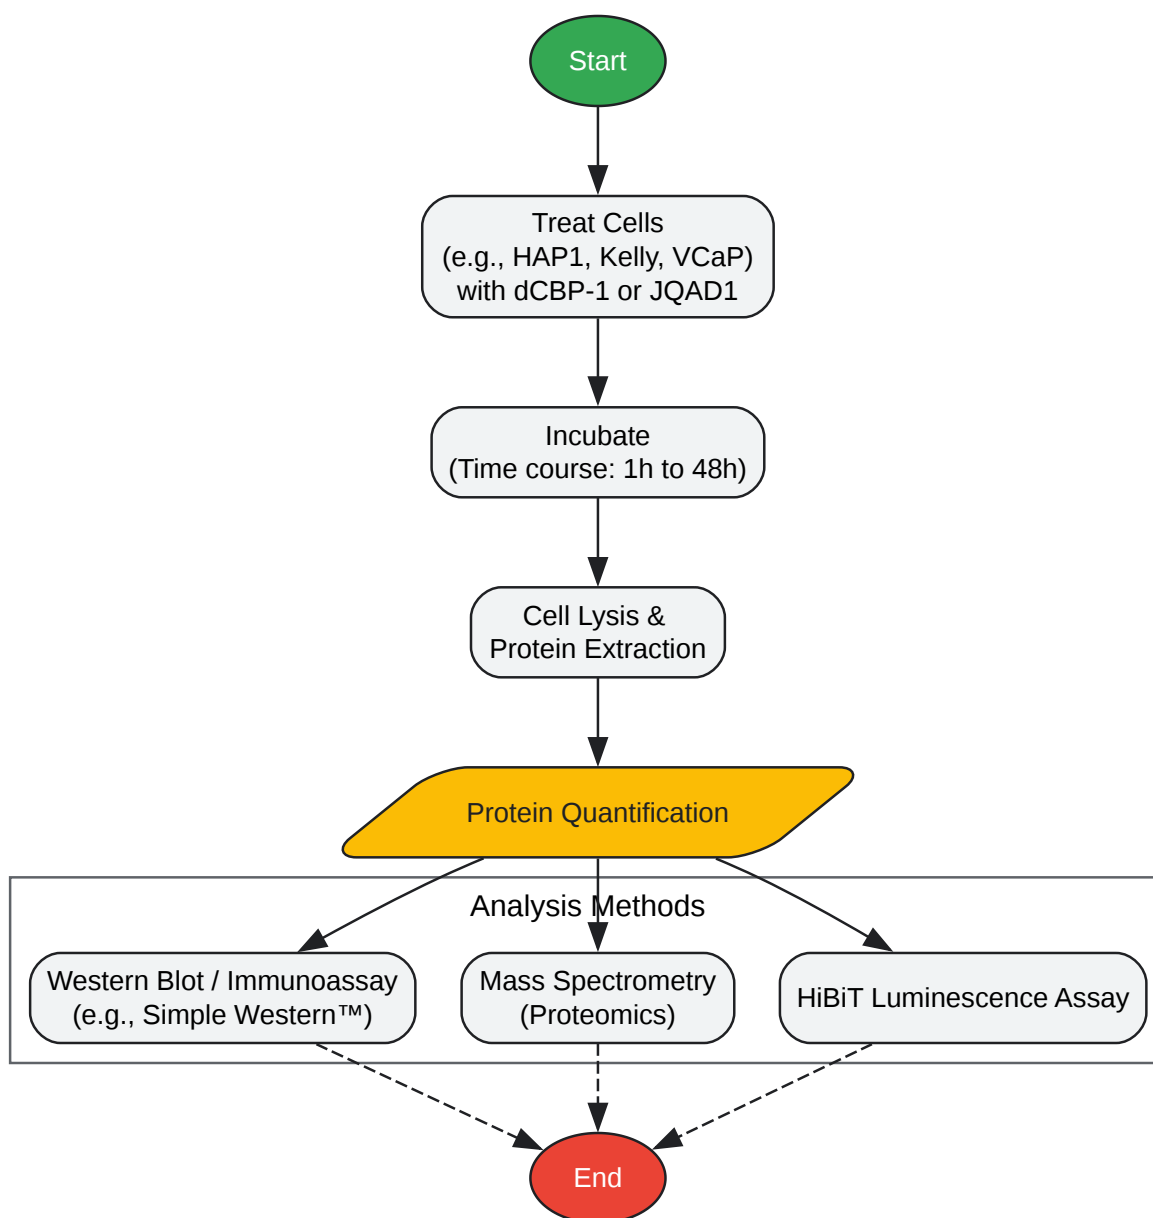 Start
Treat Cells
(e.g., HAP1, Kelly, VCaP)
with dCBP-1 or JQAD1
Incubate
(Time course: 1h to 48h)
Cell Lysis &
Protein Extraction
Protein Quantification
Analysis Methods
Western Blot / Immunoassay
(e.g., Simple Western™)
Mass Spectrometry
(Proteomics)
HiBiT Luminescence Assay
End